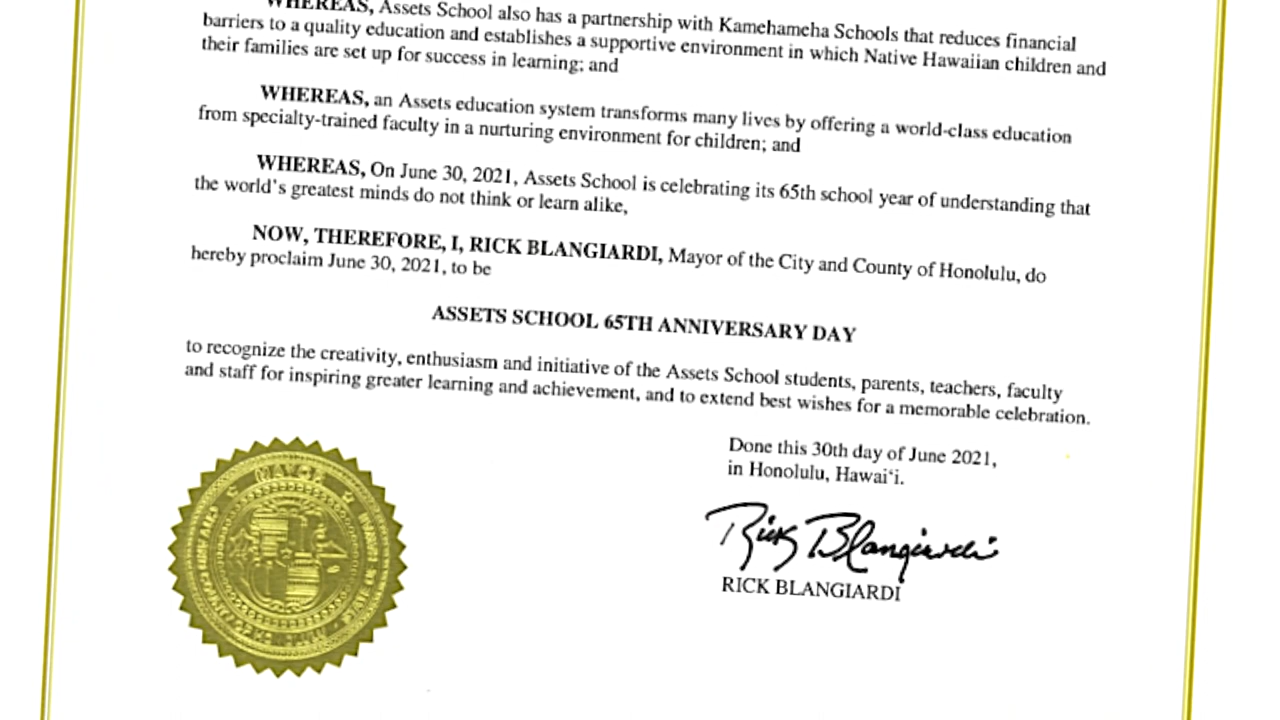 WHEREAS, Assets School also has a partnership with Kamehameha Schools that reduces financial
barriers to a quality education and establishes a supportive environment in which Native Hawaiian children and
their families are set up for success in learning; and
WHEREAS, an Assets education system transforms many lives by offering a world-class education
from specialty-trained faculty in a nurturing environment for children; and
WHEREAS, On June 30, 2021, Assets School is celebrating its 65th school year of understanding that
the world's greatest minds do not think or learn alike,
NOW, THEREFORE, I, RICK BLANGIARDI, Mayor of the City and County of Honolulu, do
hereby proclaim June 30, 2021, to be
ASSETS SCHOOL 65TH ANNIVERSARY DAY
to recognize the creativity, enthusiasm and initiative of the Assets School students, parents, teachers, faculty
and staff for inspiring greater learning and achievement, and to extend best wishes for a memorable celebration.
Done this 30th day of June 2021,
in Honolulu, Hawaiʻi.
Rick Blangiardi
RICK BLANGIARDI
MAYOR